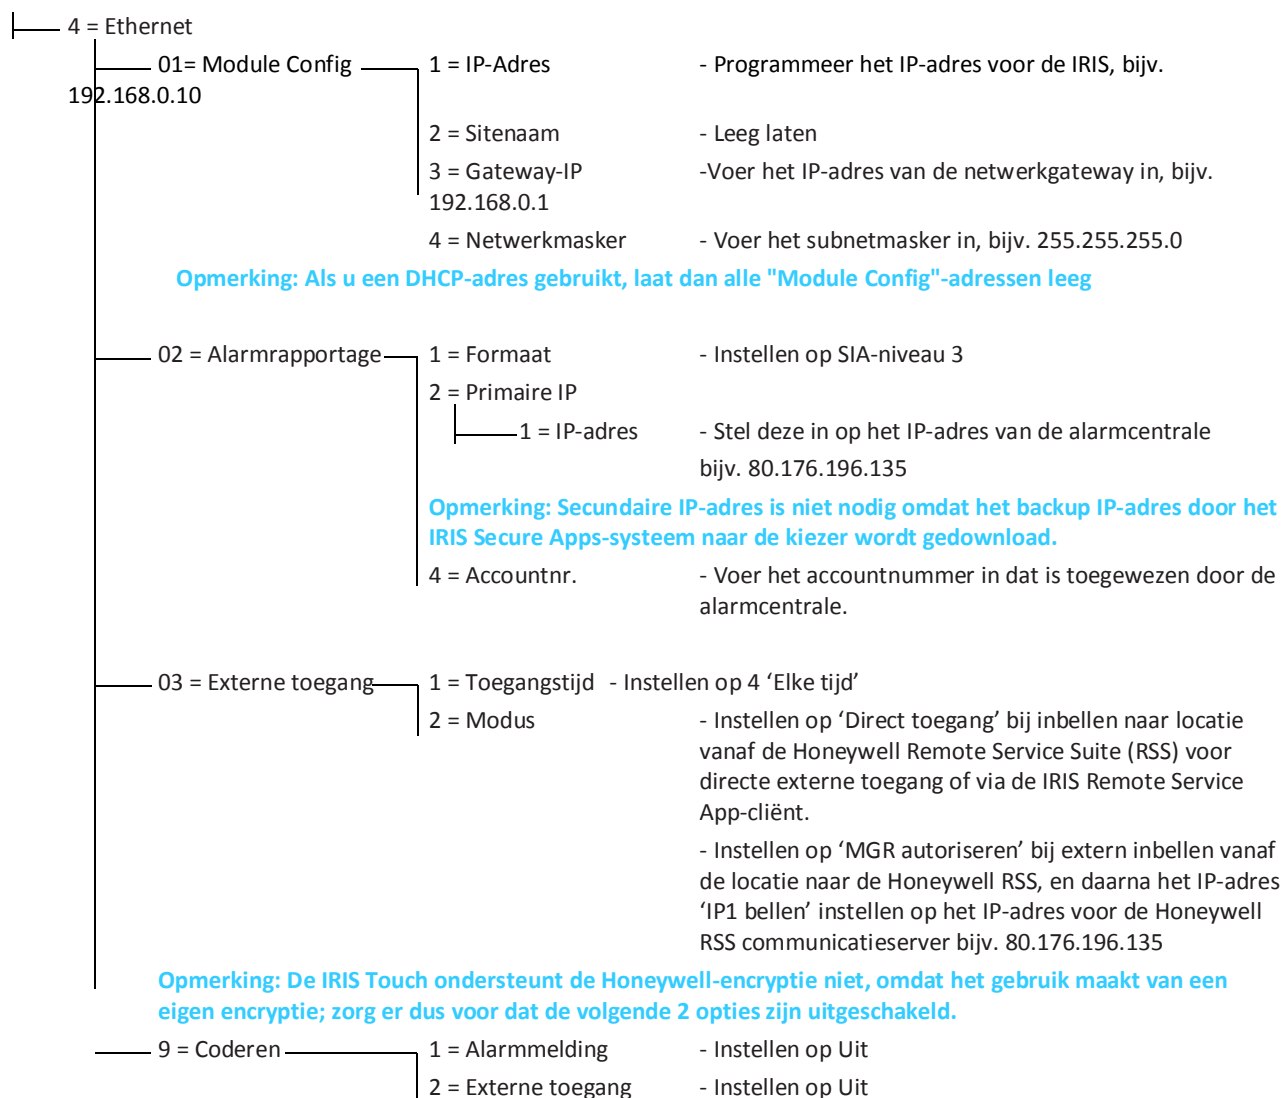 4 = Ethernet
01= Module Config 1 = IP-Adres - Programmeer het IP-adres voor de IRIS, bijv.
192.168.0.10
2 = Sitenaam - Leeg laten
3 = Gateway-IP -Voer het IP-adres van de netwerkgateway in, bijv.
192.168.0.1
4 = Netwerkmasker - Voer het subnetmasker in, bijv. 255.255.255.0
Opmerking: Als u een DHCP-adres gebruikt, laat dan alle "Module Config"-adressen leeg
02 = Alarmrapportage 1 = Formaat - Instellen op SIA-niveau 3
2 = Primaire IP
1 = IP-adres - Stel deze in op het IP-adres van de alarmcentrale
bijv. 80.176.196.135
Opmerking: Secundaire IP-adres is niet nodig omdat het backup IP-adres door het
IRIS Secure Apps-systeem naar de kiezer wordt gedownload.
4 = Accountnr. - Voer het accountnummer in dat is toegewezen door de
alarmcentrale.
03 = Externe toegang 1 = Toegangstijd - Instellen op 4 ‘Elke tijd’
2 = Modus - Instellen op ‘Direct toegang’ bij inbellen naar locatie
vanaf de Honeywell Remote Service Suite (RSS) voor
directe externe toegang of via de IRIS Remote Service
App-cliënt.
- Instellen op ‘MGR autoriseren’ bij extern inbellen vanaf
de locatie naar de Honeywell RSS, en daarna het IP-adres
‘IP1 bellen’ instellen op het IP-adres voor de Honeywell
RSS communicatieserver bijv. 80.176.196.135
Opmerking: De IRIS Touch ondersteunt de Honeywell-encryptie niet, omdat het gebruik maakt van een
eigen encryptie; zorg er dus voor dat de volgende 2 opties zijn uitgeschakeld.
9 = Coderen 1 = Alarmmelding - Instellen op Uit
2 = Externe toegang - Instellen op Uit